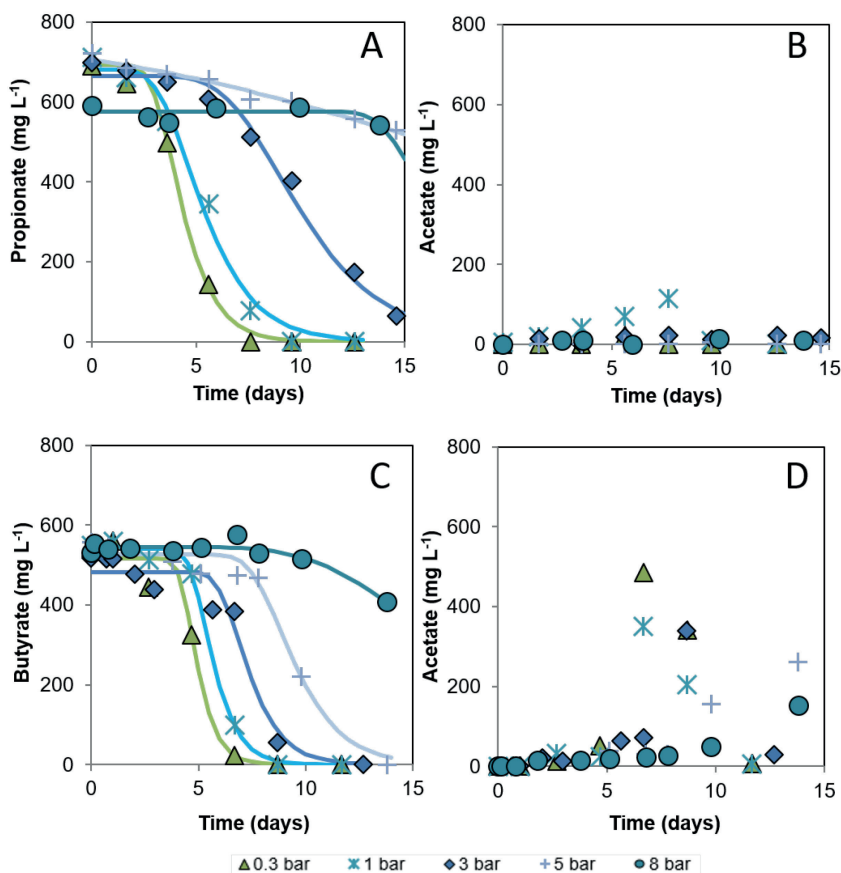 A
Propionate (mg L⁻¹)
800
600
400
200
0
0 5 10 15
Time (days)
B
Acetate (mg L⁻¹)
800
600
400
200
0
0 5 10 15
Time (days)
C
Butyrate (mg L⁻¹)
800
600
400
200
0
0 5 10 15
Time (days)
D
Acetate (mg L⁻¹)
800
600
400
200
0
0 5 10 15
Time (days)
0.3 bar 1 bar 3 bar 5 bar 8 bar